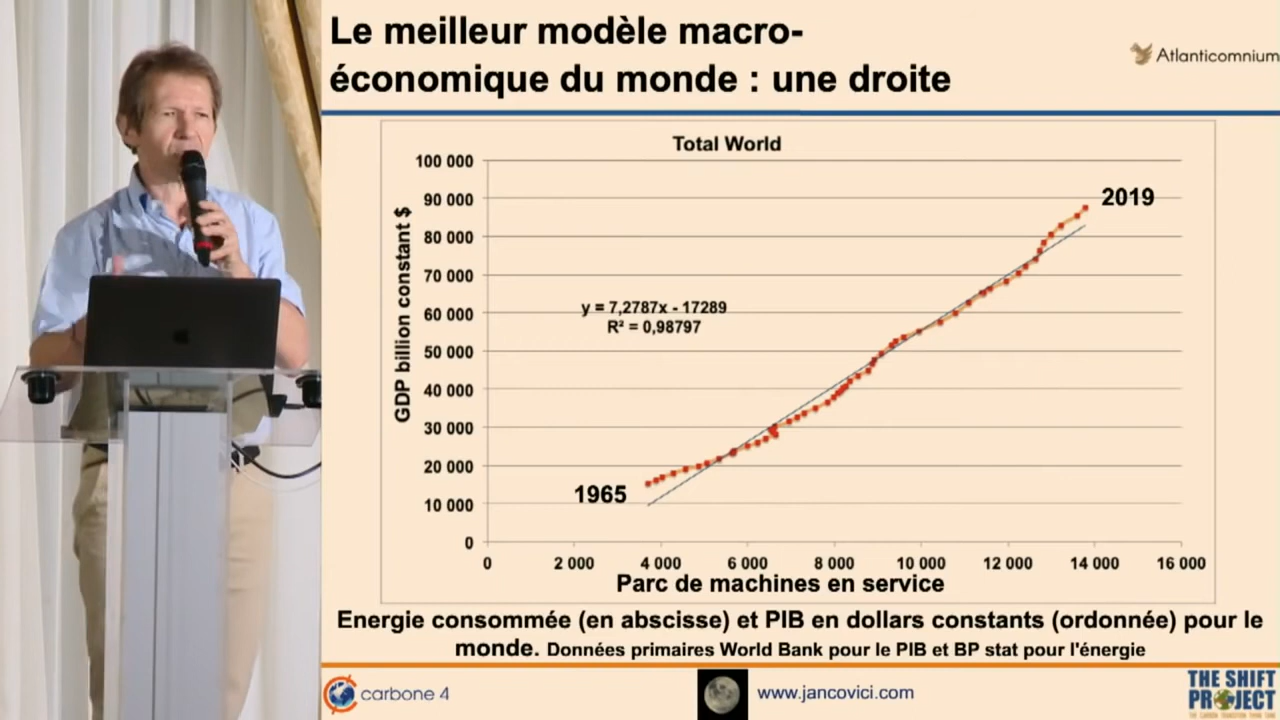 Le meilleur modèle macro-
économique du monde : une droite
Atlanticomnium
Total World
100 000
90 000
80 000
70 000
60 000
50 000
40 000
30 000
20 000
10 000
0
GDP billion constant $
2019
y = 7,2787x - 17289
R² = 0,98797
1965
0 2 000 4 000 6 000 8 000 10 000 12 000 14 000 16 000
Parc de machines en service
Energie consommée (en abscisse) et PIB en dollars constants (ordonnée) pour le
monde. Données primaires World Bank pour le PIB et BP stat pour l'énergie
carbone 4
www.jancovici.com
THE SHIFT
PROJECT